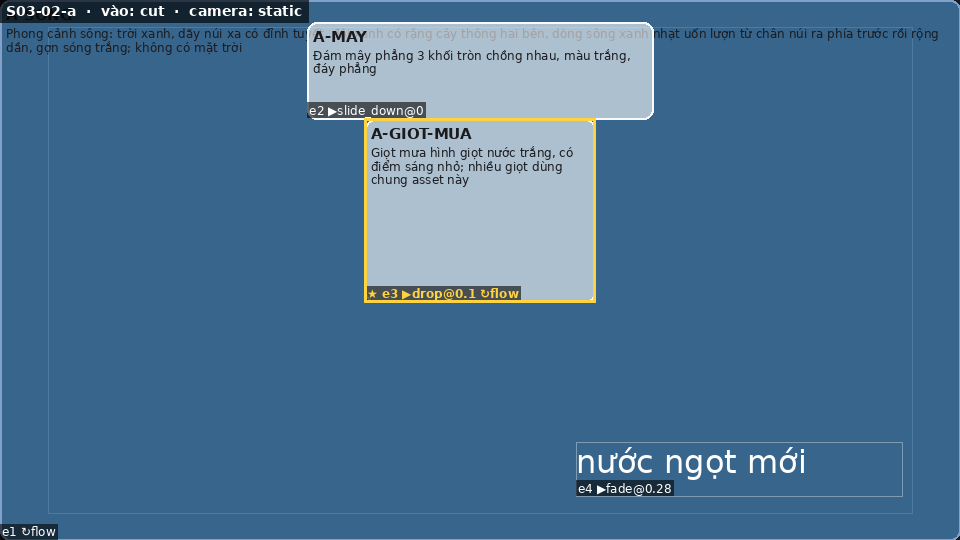 S03-02-a · vào: cut · camera: static
Phong cảnh sông: trời xanh, dãy núi xa có đỉnh tu có rặng cây thông hai bên, dòng sông xanh nhạt uốn lượn từ chân núi ra phía trước rồi rộng
dần, gợn sóng trắng; không có mặt trời
A-MAY
Đám mây phẳng 3 khối tròn chồng nhau, màu trắng,
đáy phẳng
e2 ▶slide_down@0
A-GIOT-MUA
Giọt mưa hình giọt nước trắng, có
điểm sáng nhỏ; nhiều giọt dùng
chung asset này
★ e3 ▶drop@0.1 ↻flow
nước ngọt mới
e4 ▶fade@0.28
e1 ↻flow